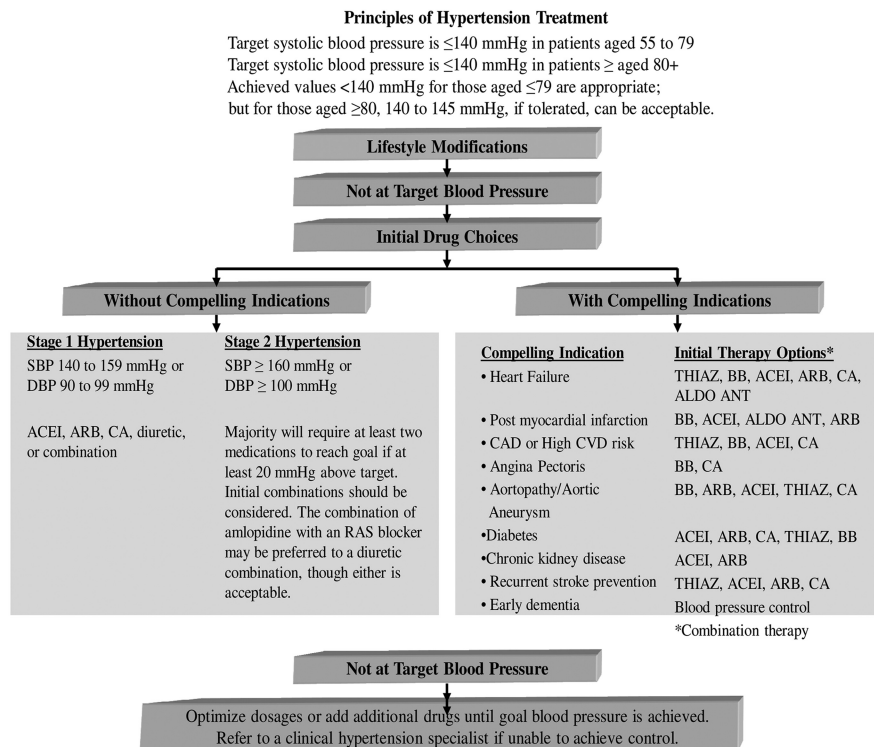 Principles of Hypertension Treatment
Target systolic blood pressure is ≤140 mmHg in patients aged 55 to 79
Target systolic blood pressure is ≤140 mmHg in patients ≥ aged 80+
Achieved values <140 mmHg for those aged ≤79 are appropriate;
but for those aged ≥80, 140 to 145 mmHg, if tolerated, can be acceptable.
Lifestyle Modifications
Not at Target Blood Pressure
Initial Drug Choices
Without Compelling Indications
Stage 1 Hypertension
SBP 140 to 159 mmHg or
DBP 90 to 99 mmHg
ACEI, ARB, CA, diuretic,
or combination
Stage 2 Hypertension
SBP ≥ 160 mmHg or
DBP ≥ 100 mmHg
Majority will require at least two
medications to reach goal if at
least 20 mmHg above target.
Initial combinations should be
considered. The combination of
amlopidine with an RAS blocker
may be preferred to a diuretic
combination, though either is
acceptable.
With Compelling Indications
Compelling Indication Initial Therapy Options*
• Heart Failure THIAZ, BB, ACEI, ARB, CA,
ALDO ANT
• Post myocardial infarction BB, ACEI, ALDO ANT, ARB
• CAD or High CVD risk THIAZ, BB, ACEI, CA
• Angina Pectoris BB, CA
• Aortopathy/Aortic BB, ARB, ACEI, THIAZ, CA
Aneurysm
•Diabetes ACEI, ARB, CA, THIAZ, BB
•Chronic kidney disease ACEI, ARB
• Recurrent stroke prevention THIAZ, ACEI, ARB, CA
• Early dementia Blood pressure control
*Combination therapy
Not at Target Blood Pressure
Optimize dosages or add additional drugs until goal blood pressure is achieved.
Refer to a clinical hypertension specialist if unable to achieve control.